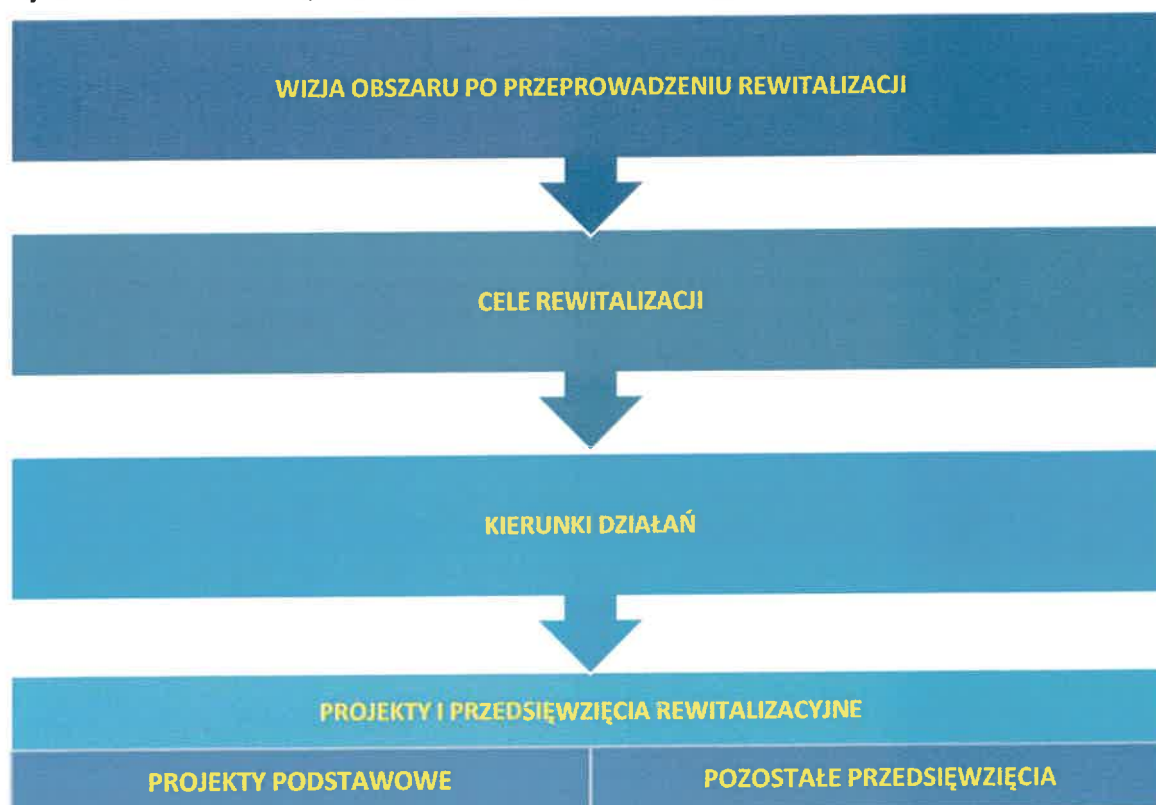 WIZJA OBSZARU PO PRZEPROWADZENIU REWITALIZACJI
CELE REWITALIZACJI
KIERUNKI DZIAŁAŃ
PROJEKTY I PRZEDSIĘWZIĘCIA REWITALIZACYJNE
PROJEKTY PODSTAWOWE
POZOSTAŁE PRZEDSIĘWZIĘCIA